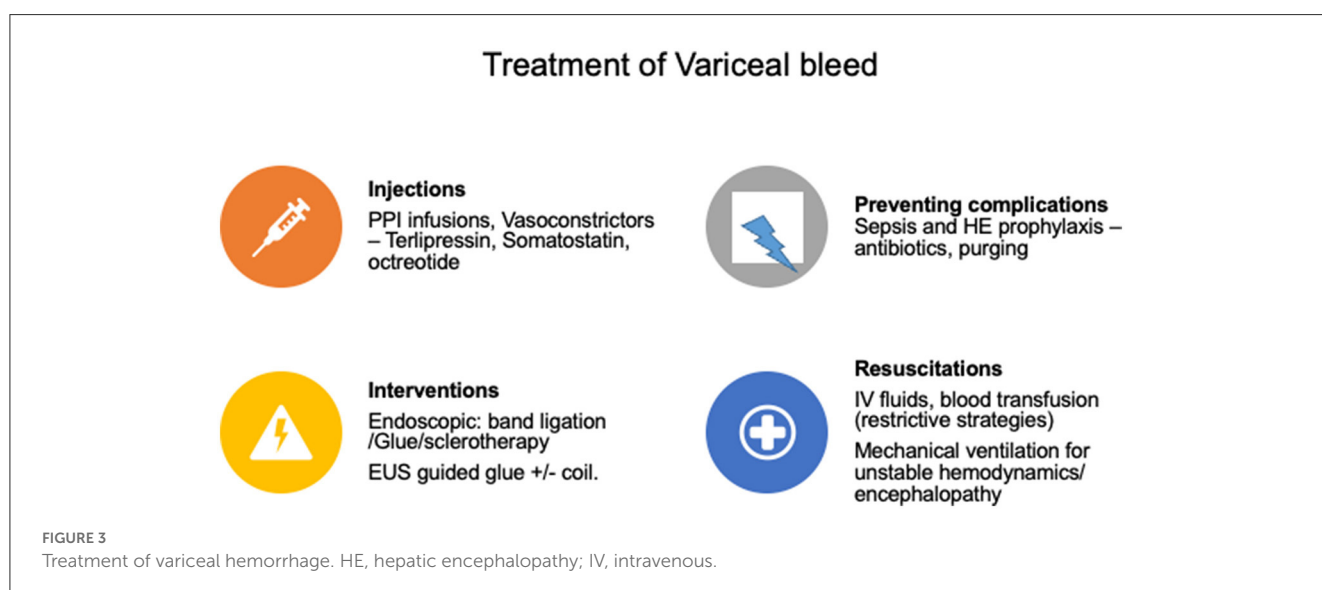 Treatment of Variceal bleed
Injections
PPI infusions, Vasoconstrictors
– Terlipressin, Somatostatin,
octreotide
Preventing complications
Sepsis and HE prophylaxis –
antibiotics, purging
Interventions
Endoscopic: band ligation
/Glue/sclerotherapy
EUS guided glue +/- coil.
Resuscitations
IV fluids, blood transfusion
(restrictive strategies)
Mechanical ventilation for
unstable hemodynamics/
encephalopathy
FIGURE 3
Treatment of variceal hemorrhage. HE, hepatic encephalopathy; IV, intravenous.